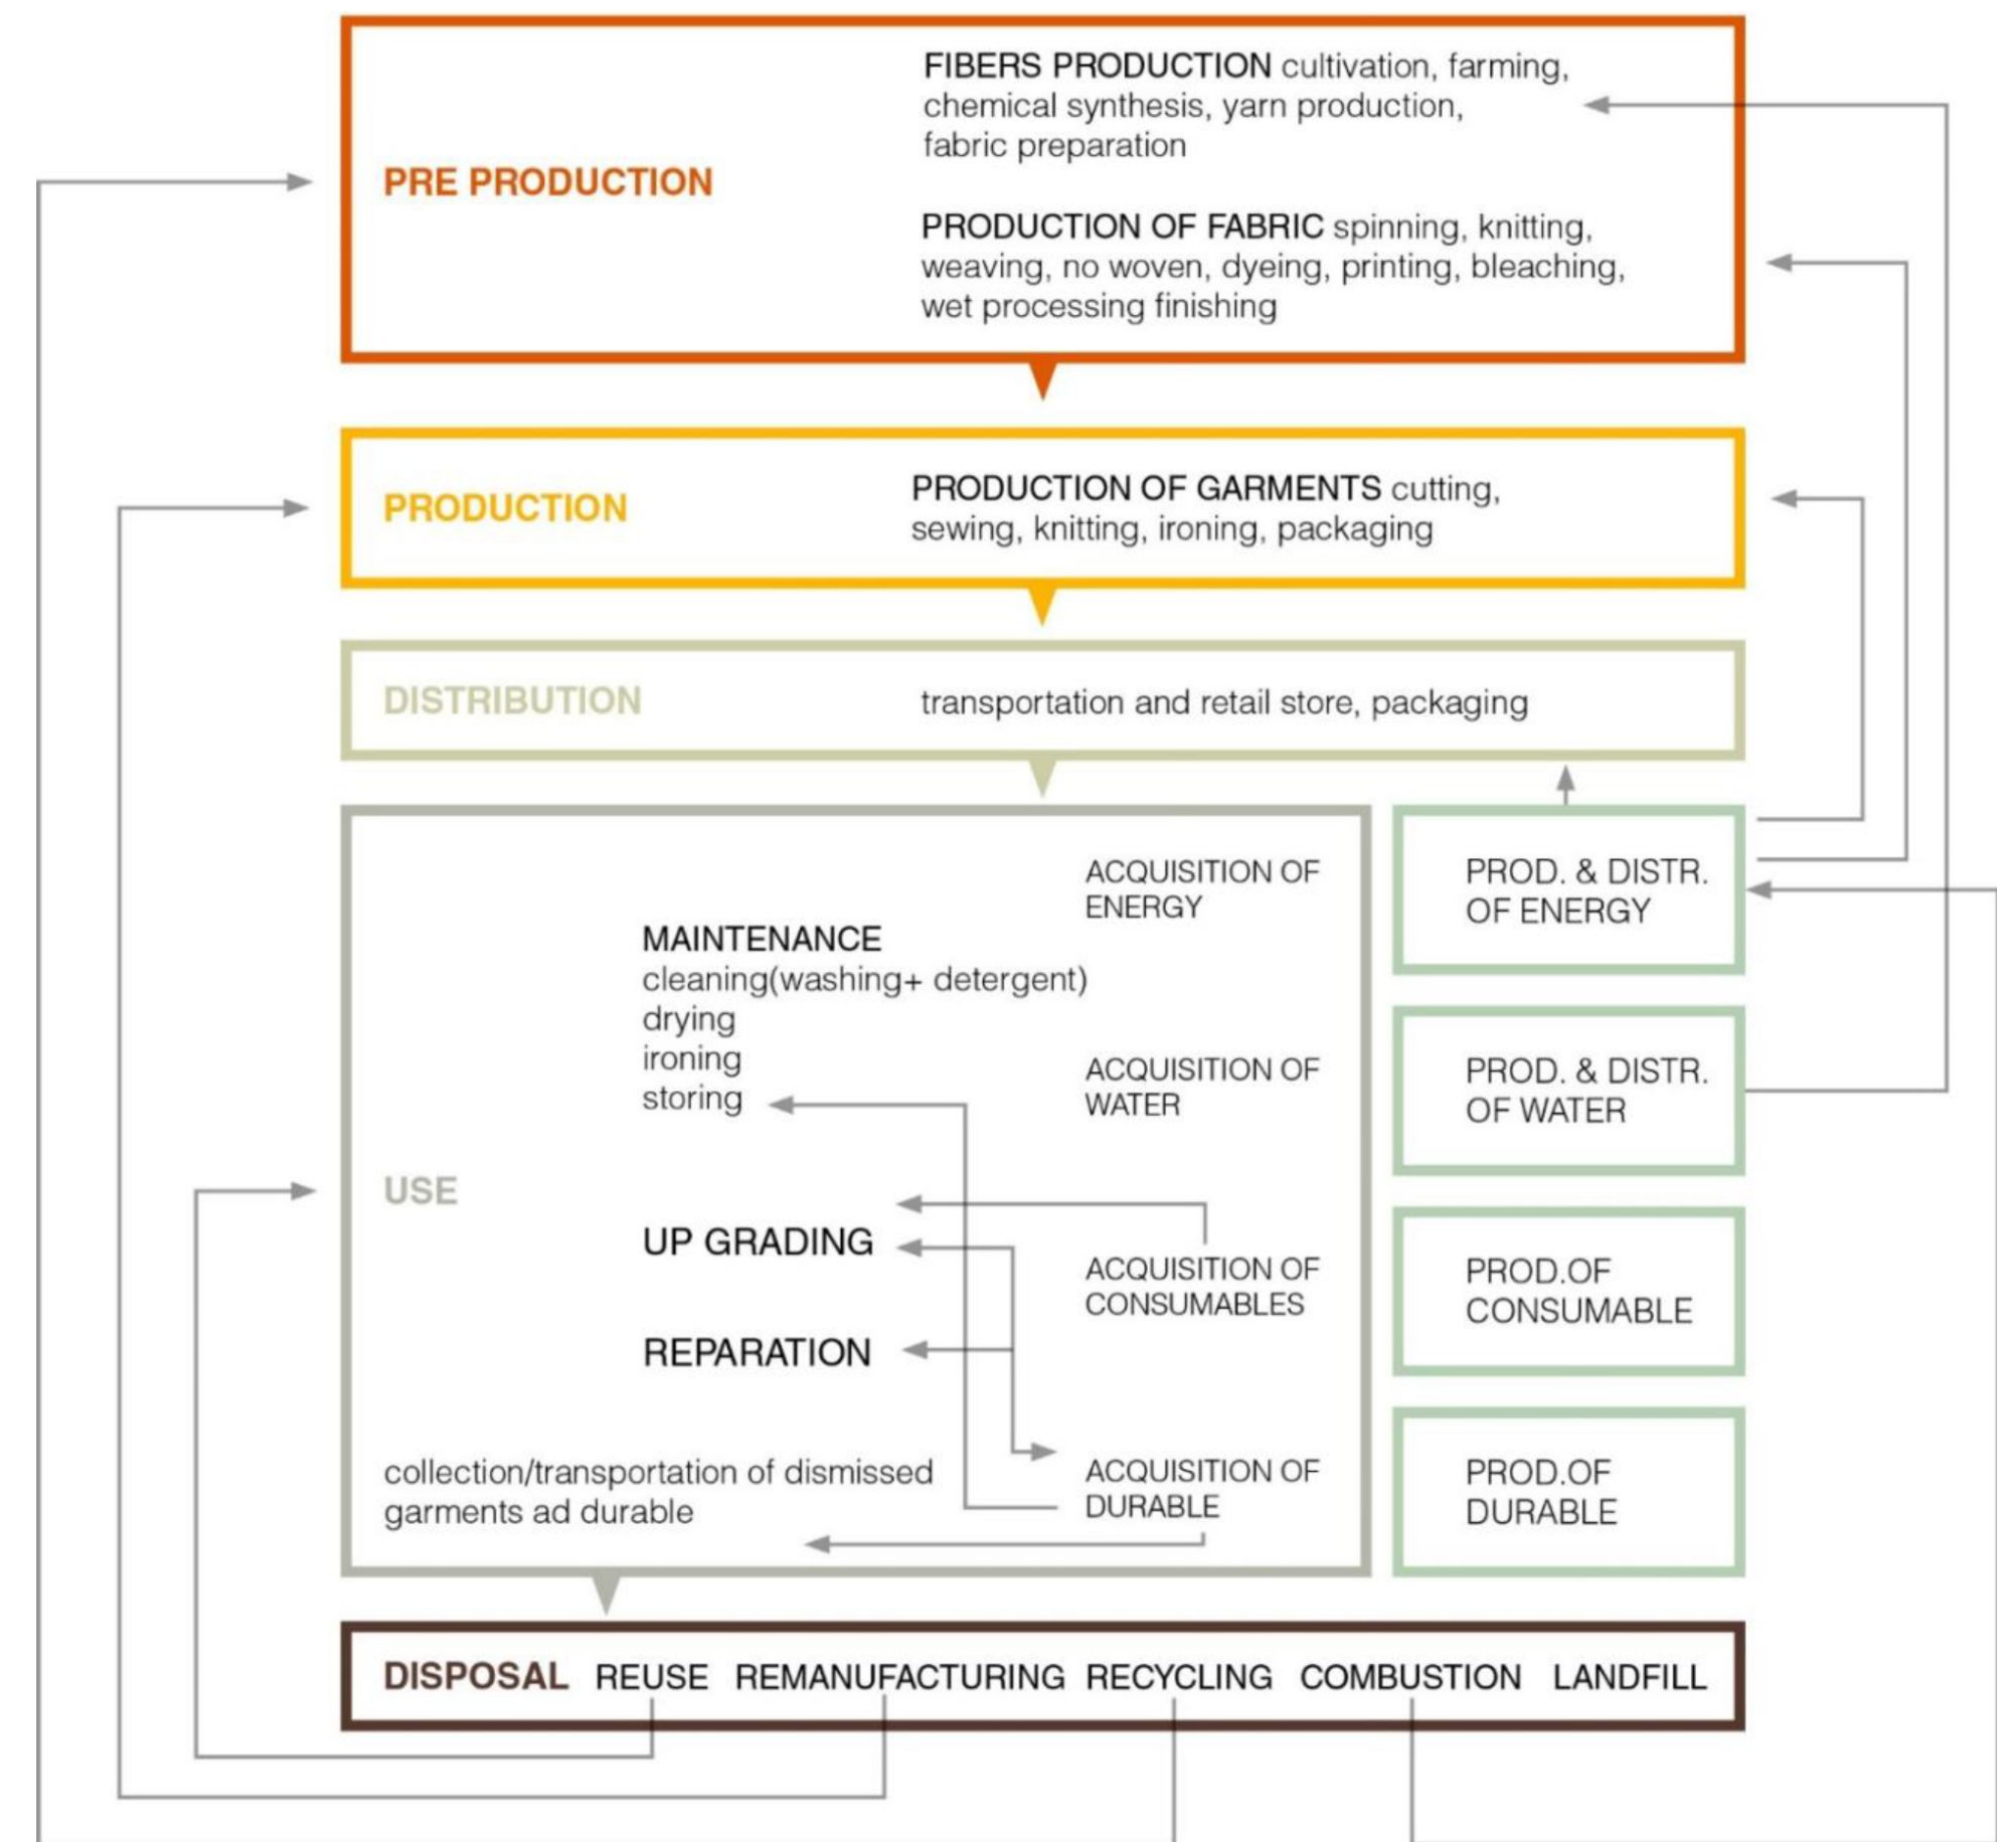 FIBERS PRODUCTION cultivation, farming,
chemical synthesis, yarn production,
fabric preparation
PRE PRODUCTION
PRODUCTION OF FABRIC spinning, knitting,
weaving, no woven, dyeing, printing, bleaching,
wet processing finishing
PRODUCTION
PRODUCTION OF GARMENTS cutting,
sewing, knitting, ironing, packaging
DISTRIBUTION
transportation and retail store, packaging
USE
MAINTENANCE
cleaning(washing+ detergent)
drying
ironing
storing
UP GRADING
REPARATION
collection/transportation of dismissed
garments ad durable
ACQUISITION OF
ENERGY
ACQUISITION OF
WATER
ACQUISITION OF
CONSUMABLES
ACQUISITION OF
DURABLE
PROD. & DISTR.
OF ENERGY
PROD. & DISTR.
OF WATER
PROD.OF
CONSUMABLE
PROD.OF
DURABLE
DISPOSAL REUSE REMANUFACTURING RECYCLING COMBUSTION LANDFILL